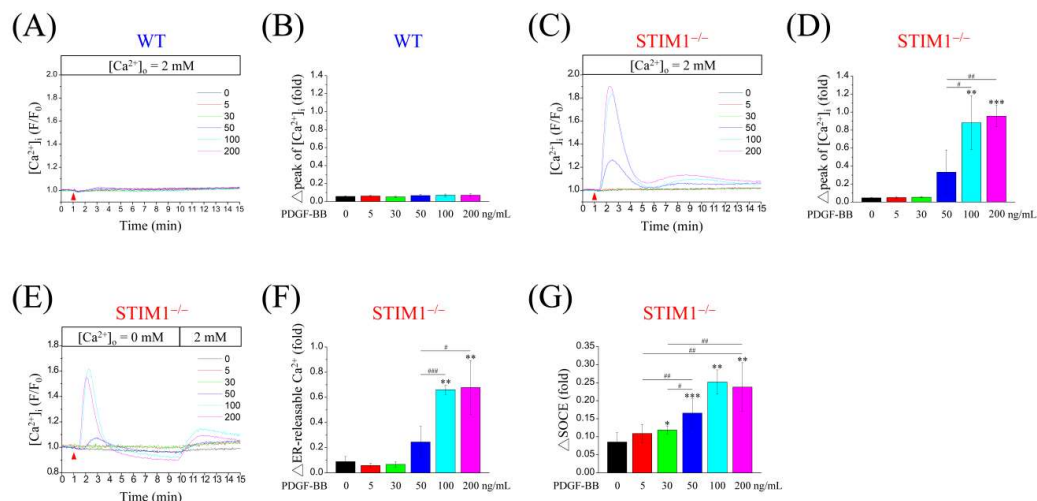 (A)
WT
[Ca²⁺]ₒ = 2 mM
[Ca²⁺]ᵢ (F/F₀)
2.0
1.8
1.6
1.4
1.2
1.0
0.8
0
5
30
50
100
200
0 1 2 3 4 5 6 7 8 9 10 11 12 13 14 15
Time (min)
(B)
WT
△peak of [Ca²⁺]ᵢ (fold)
1.4
1.2
1.0
0.8
0.6
0.4
0.2
0.0
PDGF-BB 0 5 30 50 100 200 ng/mL
(C)
STIM1⁻/⁻
[Ca²⁺]ₒ = 2 mM
[Ca²⁺]ᵢ (F/F₀)
2.0
1.8
1.6
1.4
1.2
1.0
0.8
0
5
30
50
100
200
0 1 2 3 4 5 6 7 8 9 10 11 12 13 14 15
Time (min)
(D)
STIM1⁻/⁻
△peak of [Ca²⁺]ᵢ (fold)
1.4
1.2
1.0
0.8
0.6
0.4
0.2
0.0
##
#
**
***
PDGF-BB 0 5 30 50 100 200 ng/mL
(E)
STIM1⁻/⁻
[Ca²⁺]ₒ = 0 mM 2 mM
[Ca²⁺]ᵢ (F/F₀)
2.0
1.8
1.6
1.4
1.2
1.0
0.8
0
5
30
50
100
200
0 1 2 3 4 5 6 7 8 9 10 11 12 13 14 15
Time (min)
(F)
STIM1⁻/⁻
△ER-releasable Ca²⁺ (fold)
1.0
0.8
0.6
0.4
0.2
0.0
#
###
**
**
PDGF-BB 0 5 30 50 100 200 ng/mL
(G)
STIM1⁻/⁻
△SOCE (fold)
0.4
0.3
0.2
0.1
0.0
##
##
##
#
*
***
**
**
PDGF-BB 0 5 30 50 100 200 ng/mL